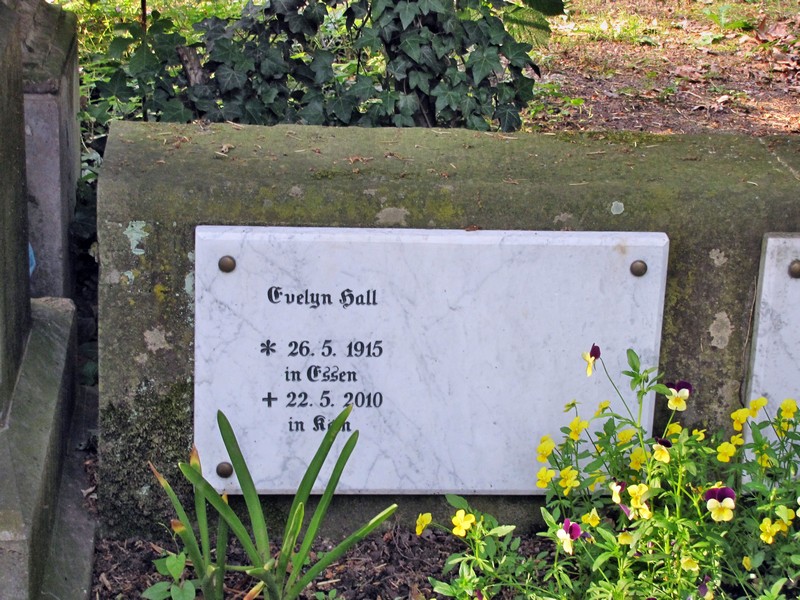 Evelyn Hall
* 26. 5. 1915
in Essen
+ 22. 5. 2010
in